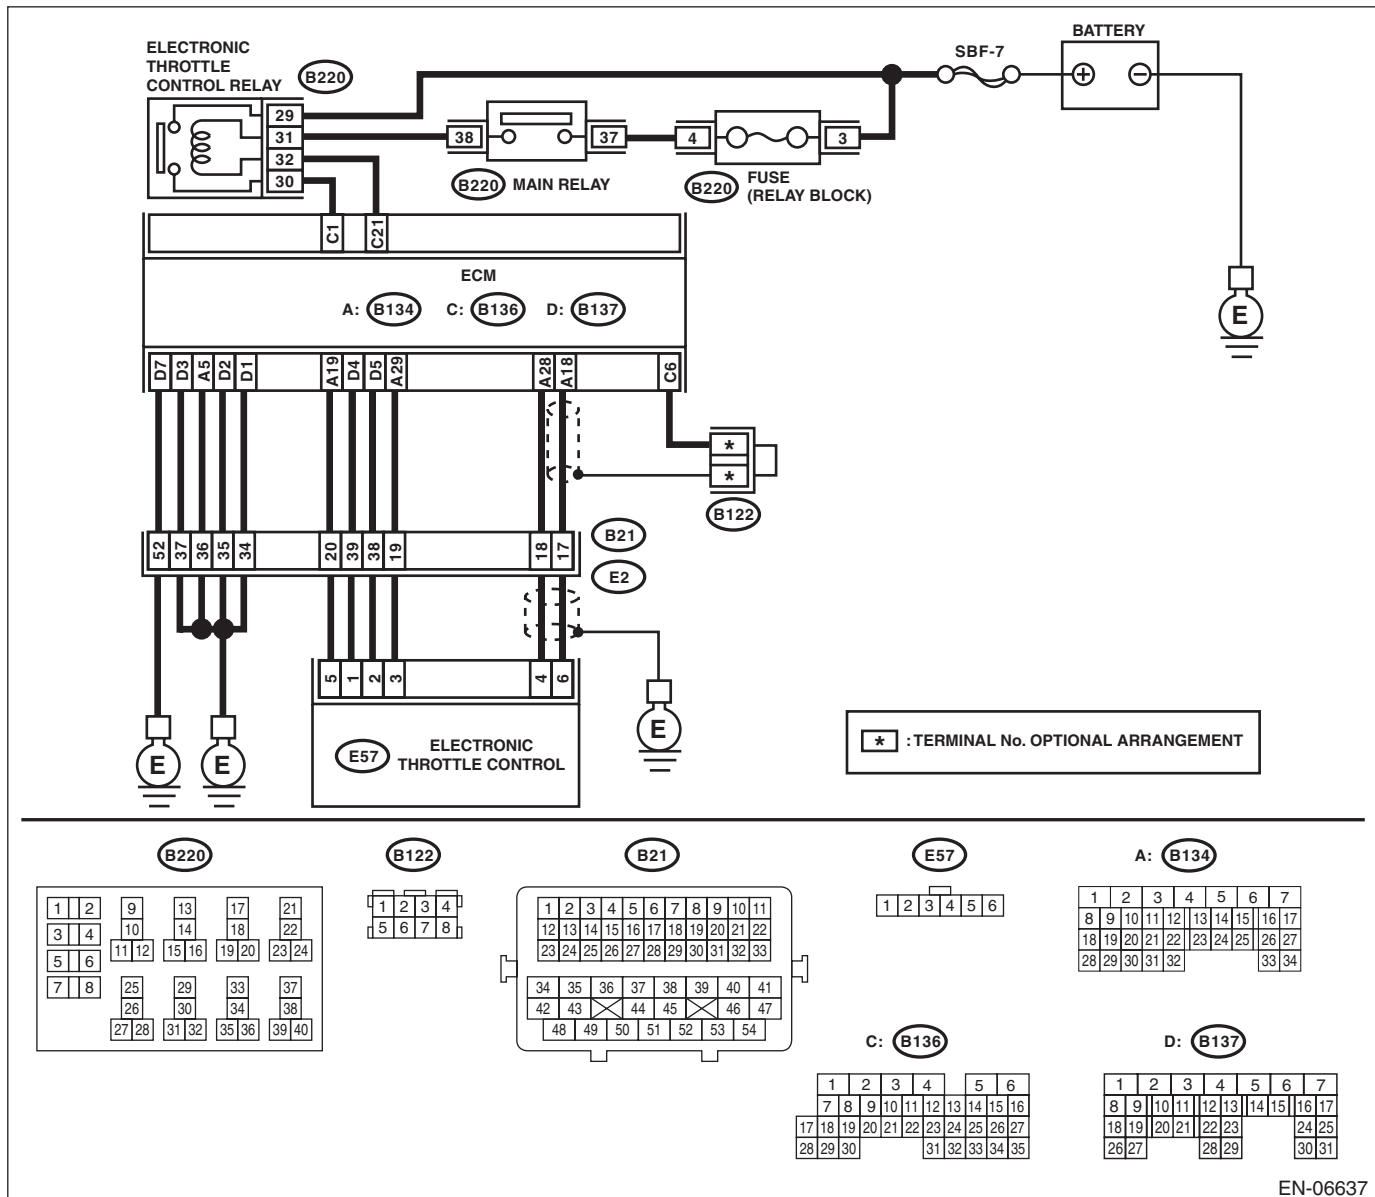 ELECTRONIC
THROTTLE
CONTROL RELAY
B220
29
31
32
30
38
37
B220 MAIN RELAY
4
3
B220 FUSE
(RELAY BLOCK)
SBF-7
BATTERY
+ −
E
C1 C21
ECM
A: B134 C: B136 D: B137
D7 D3 A5 D2 D1 A19 D4 D5 A29 A28 A18 C6
*
*
B122
52 37 36 35 34 20 39 38 19 18 17
B21
E2
5 1 2 3 4 6
E57 ELECTRONIC
THROTTLE CONTROL
E E E
* : TERMINAL No. OPTIONAL ARRANGEMENT
B220
1 2 9 13 17 21
3 4 10 14 18 22
5 6 11 12 15 16 19 20 23 24
7 8 25 29 33 37
26 30 34 38
27 28 31 32 35 36 39 40
B122
1 2 3 4
5 6 7 8
B21
1 2 3 4 5 6 7 8 9 10 11
12 13 14 15 16 17 18 19 20 21 22
23 24 25 26 27 28 29 30 31 32 33
34 35 36 37 38 39 40 41
42 43 44 45 46 47
48 49 50 51 52 53 54
E57
1 2 3 4 5 6
A: B134
1 2 3 4 5 6 7
8 9 10 11 12 13 14 15 16 17
18 19 20 21 22 23 24 25 26 27
28 29 30 31 32 33 34
C: B136
1 2 3 4 5 6
7 8 9 10 11 12 13 14 15 16
17 18 19 20 21 22 23 24 25 26 27
28 29 30 31 32 33 34 35
D: B137
1 2 3 4 5 6 7
8 9 10 11 12 13 14 15 16 17
18 19 20 21 22 23 24 25
26 27 28 29 30 31
EN-06637